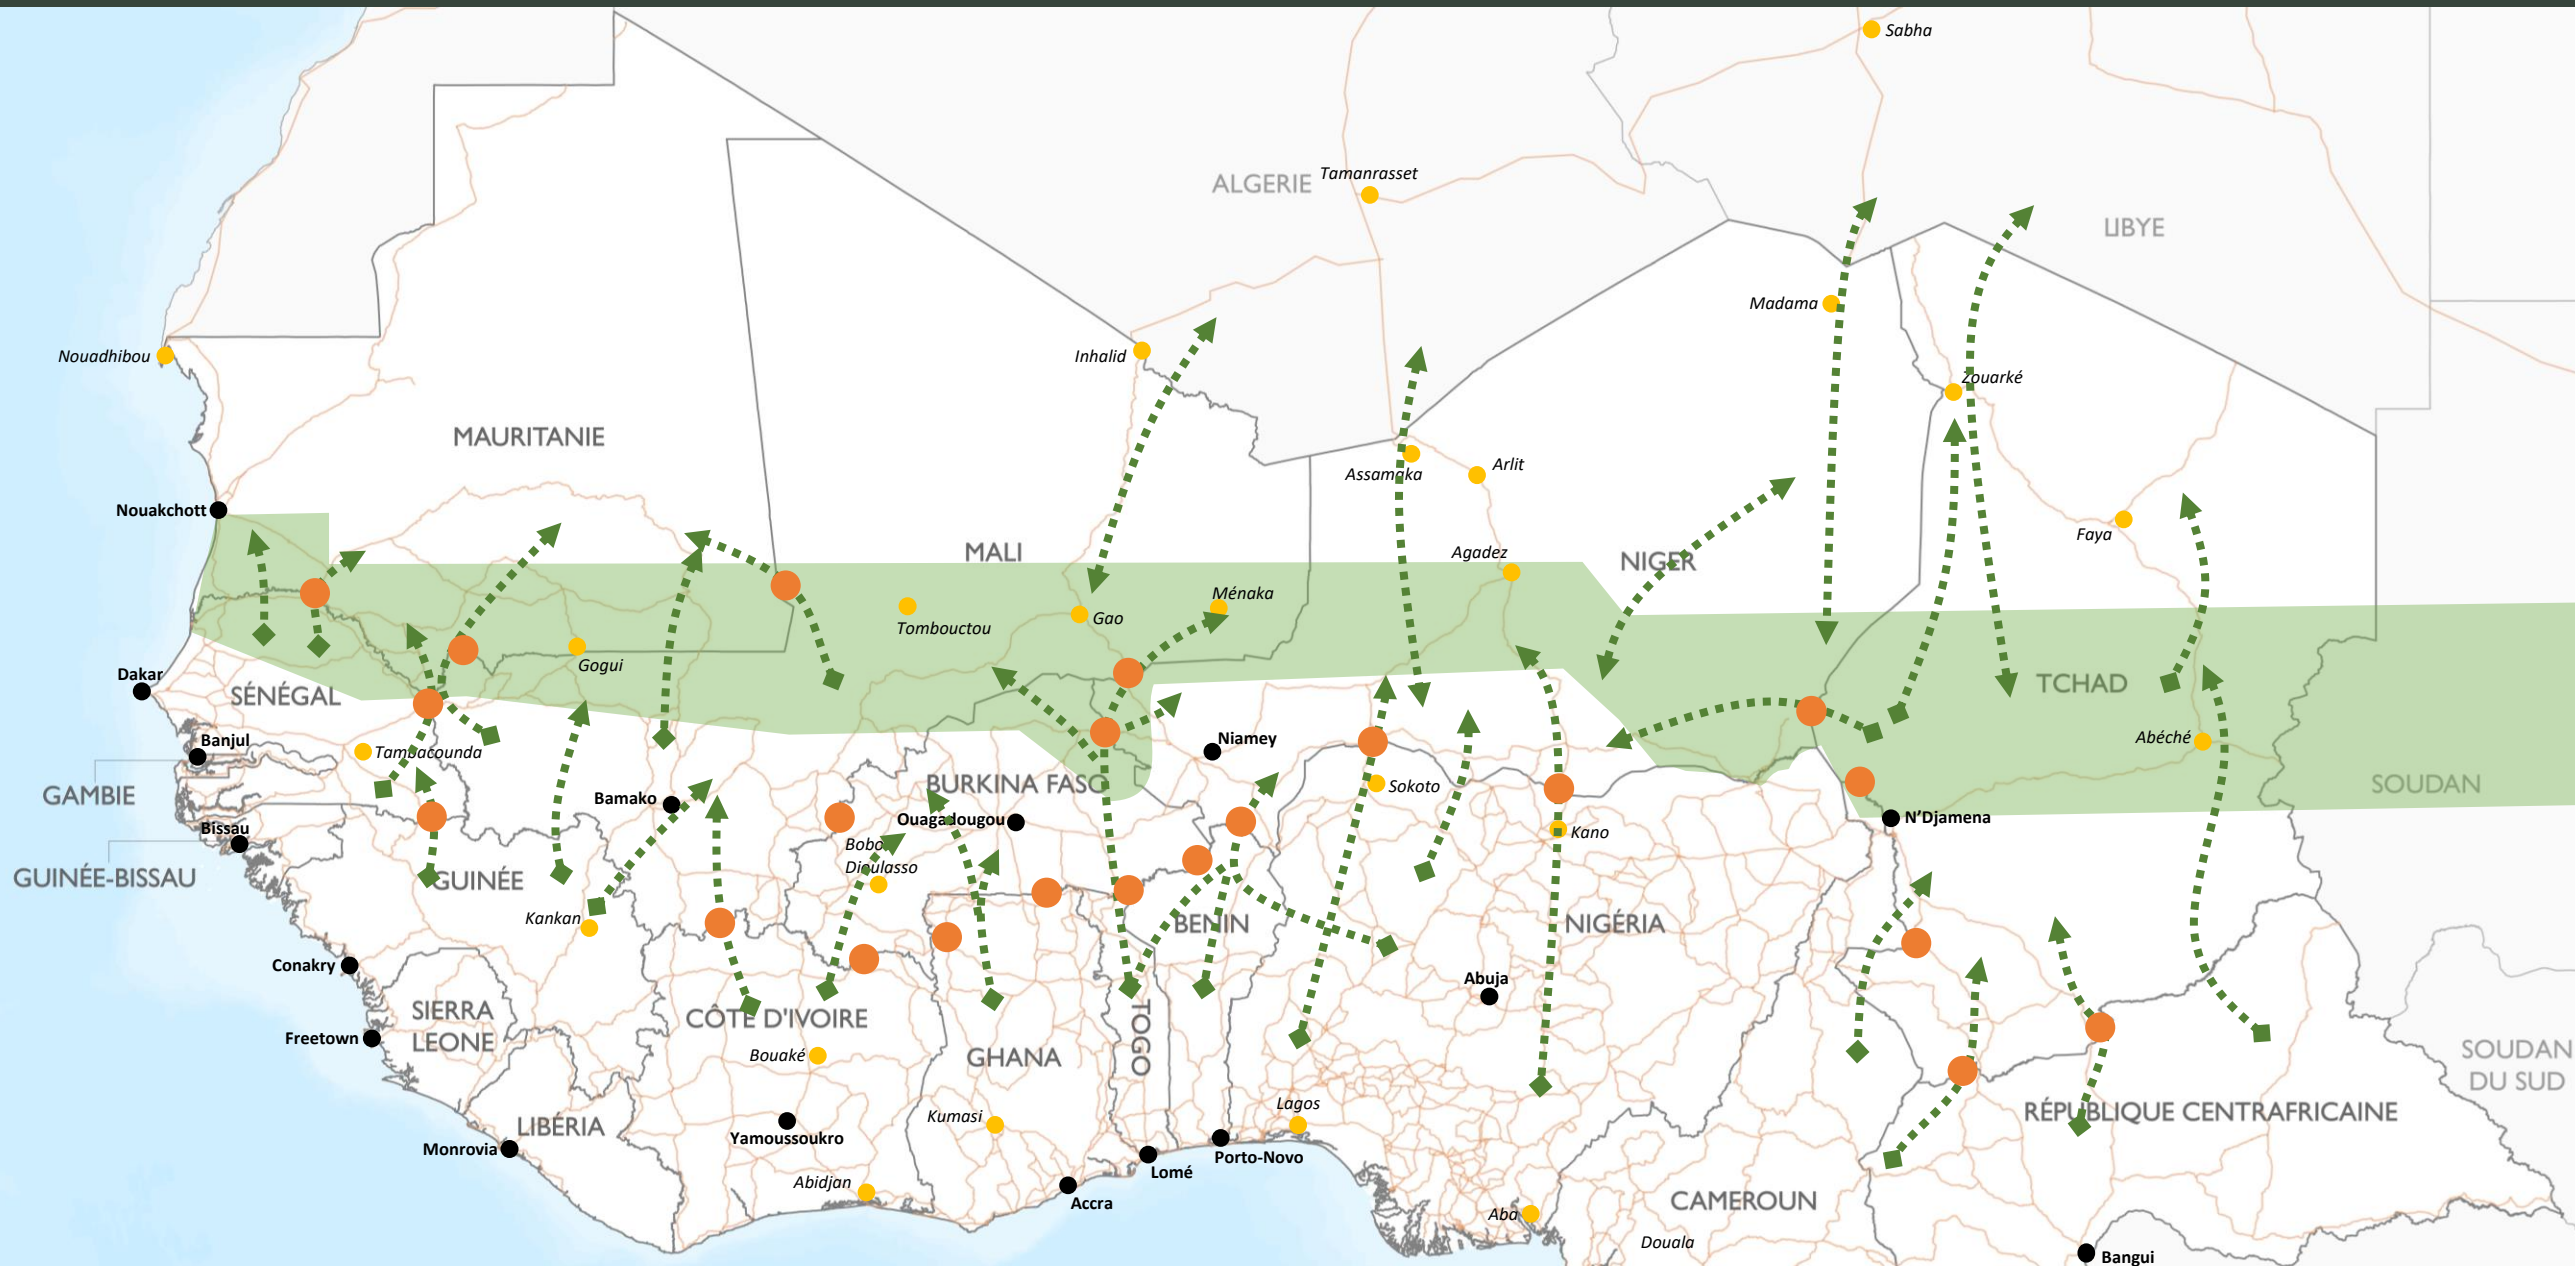 Sabha
ALGERIE
Tamanrasset
LIBYE
Madama
Nouadhibou
Inhalid
Zouarké
MAURITANIE
Assamaka
Arlit
Nouakchott
MALI
Agadez
NIGER
Faya
Ménaka
Tombouctou
Gao
Gogui
Dakar
SÉNÉGAL
TCHAD
Banjul
Tambacounda
Niamey
Abéché
GAMBIE
Bamako
BURKINA FASO
Sokoto
SOUDAN
Bissau
Ouagadougou
N'Djamena
Kano
Bobo
Dioulasso
GUINÉE-BISSAU
GUINÉE
Kankan
BENIN
NIGÉRIA
Conakry
Abuja
SIERRA
LEONE
CÔTE D'IVOIRE
Freetown
TOGO
Bouaké
GHANA
SOUDAN
DU SUD
Kumasi
Lagos
RÉPUBLIQUE CENTRAFRICAINE
LIBÉRIA
Yamoussoukro
Monrovia
Porto-Novo
Lomé
Abidjan
Accra
CAMEROUN
Aba
Douala
Bangui